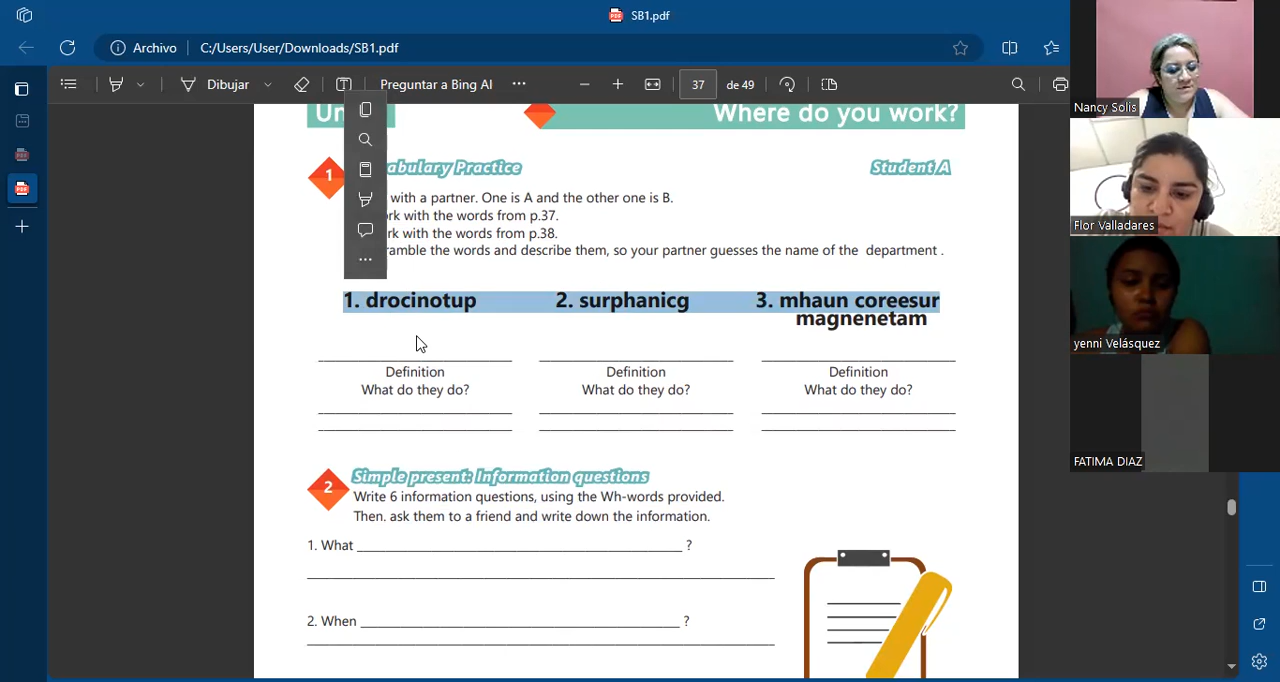 SB1.pdf
Archivo C:/Users/User/Downloads/SB1.pdf
Dibujar Preguntar a Bing AI 37 de 49
Where do you work?
1 abulary Practice Student A
with a partner. One is A and the other one is B.
rk with the words from p.37.
rk with the words from p.38.
ramble the words and describe them, so your partner guesses the name of the department .
1. drocinotup 2. surphanicg 3. mhaun coreesur
magnenetam
Definition Definition Definition
What do they do? What do they do? What do they do?
2 Simple present: Information questions
Write 6 information questions, using the Wh-words provided.
Then. ask them to a friend and write down the information.
1. What ?
2. When ?
Nancy Solis
Flor Valladares
yenni Velásquez
FATIMA DIAZ